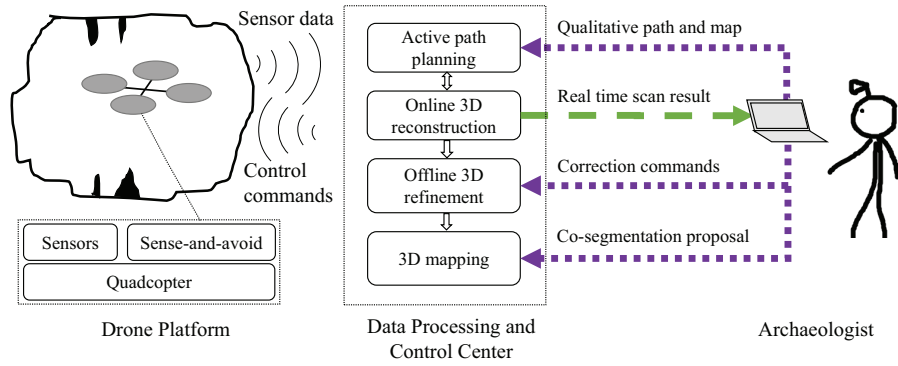 Sensor data
Control
commands
Sensors
Sense-and-avoid
Quadcopter
Drone Platform
Active path
planning
Online 3D
reconstruction
Offline 3D
refinement
3D mapping
Data Processing and
Control Center
Qualitative path and map
Real time scan result
Correction commands
Co-segmentation proposal
Archaeologist